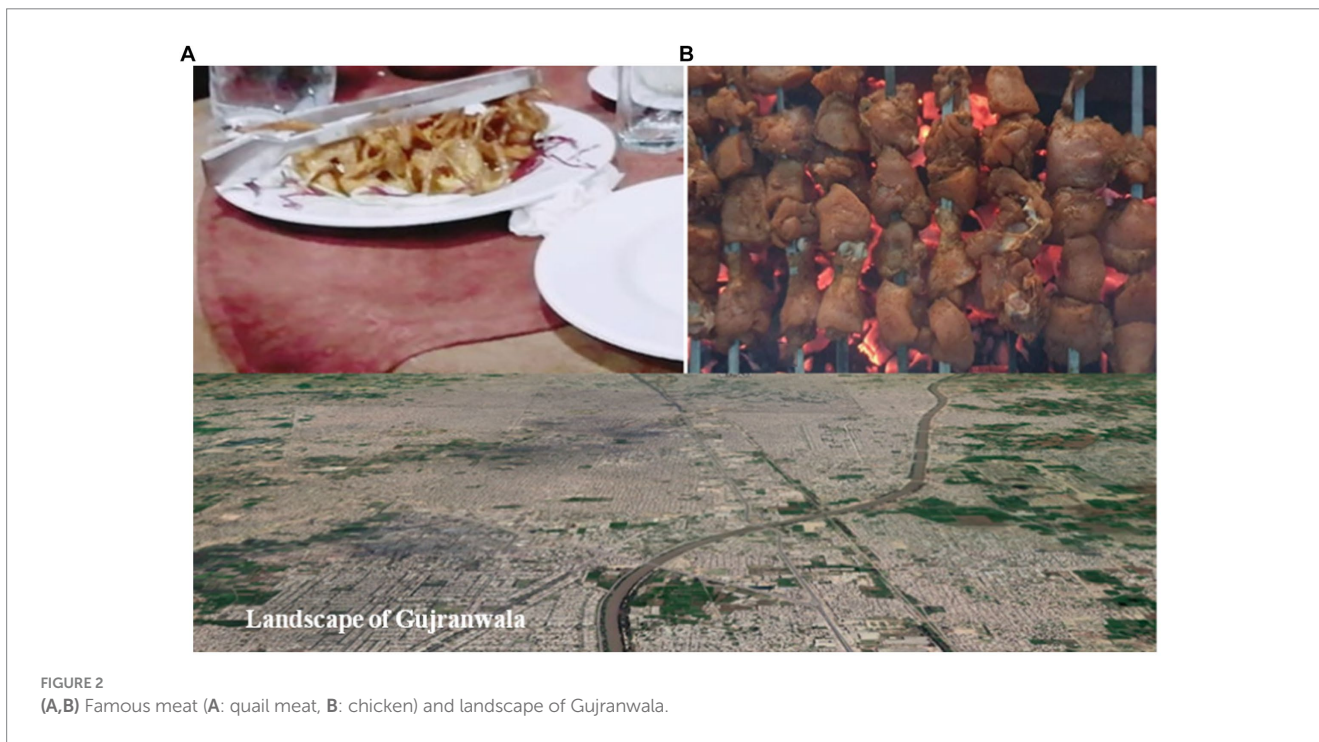 A
B
Landscape of Gujranwala
FIGURE 2
(A,B) Famous meat (A: quail meat, B: chicken) and landscape of Gujranwala.